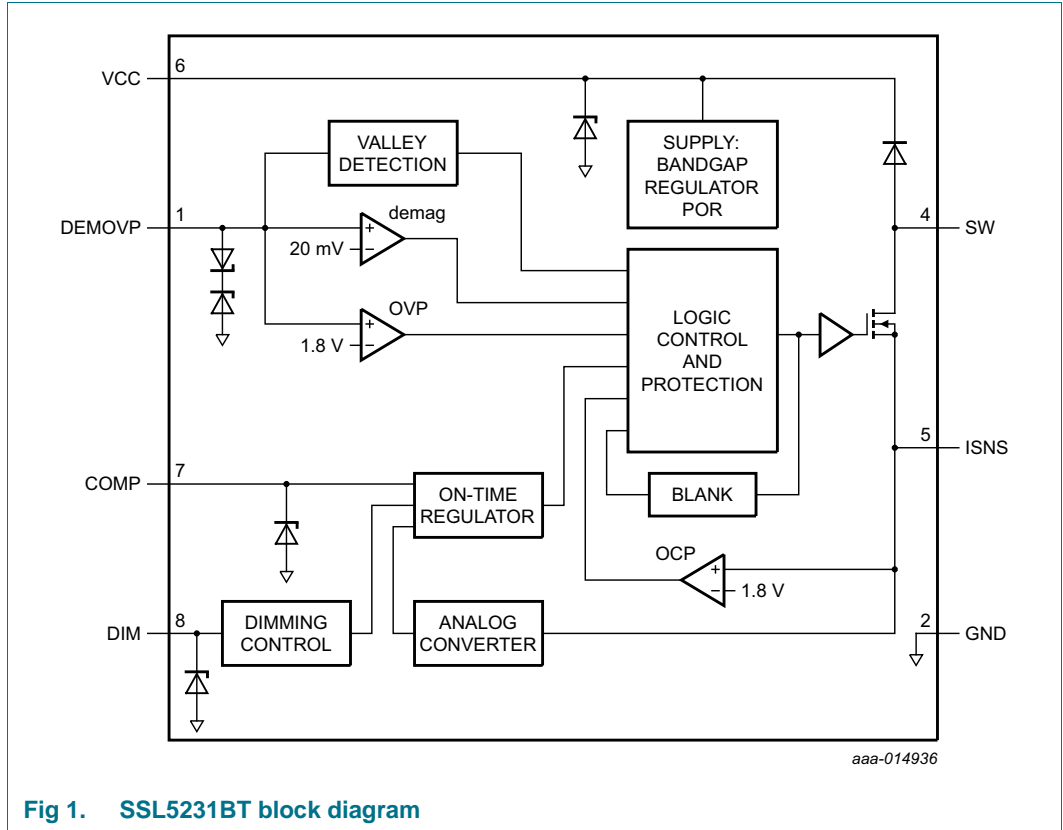 VCC
6
VALLEY
DETECTION
SUPPLY:
BANDGAP
REGULATOR
POR
DEMOVP
1
demag
+
20 mV
−
4
SW
OVP
+
1.8 V
−
LOGIC
CONTROL
AND
PROTECTION
5
ISNS
COMP
7
ON-TIME
REGULATOR
BLANK
OCP
+
−
1.8 V
DIM
8
DIMMING
CONTROL
ANALOG
CONVERTER
2
GND
aaa-014936
Fig 1. SSL5231BT block diagram